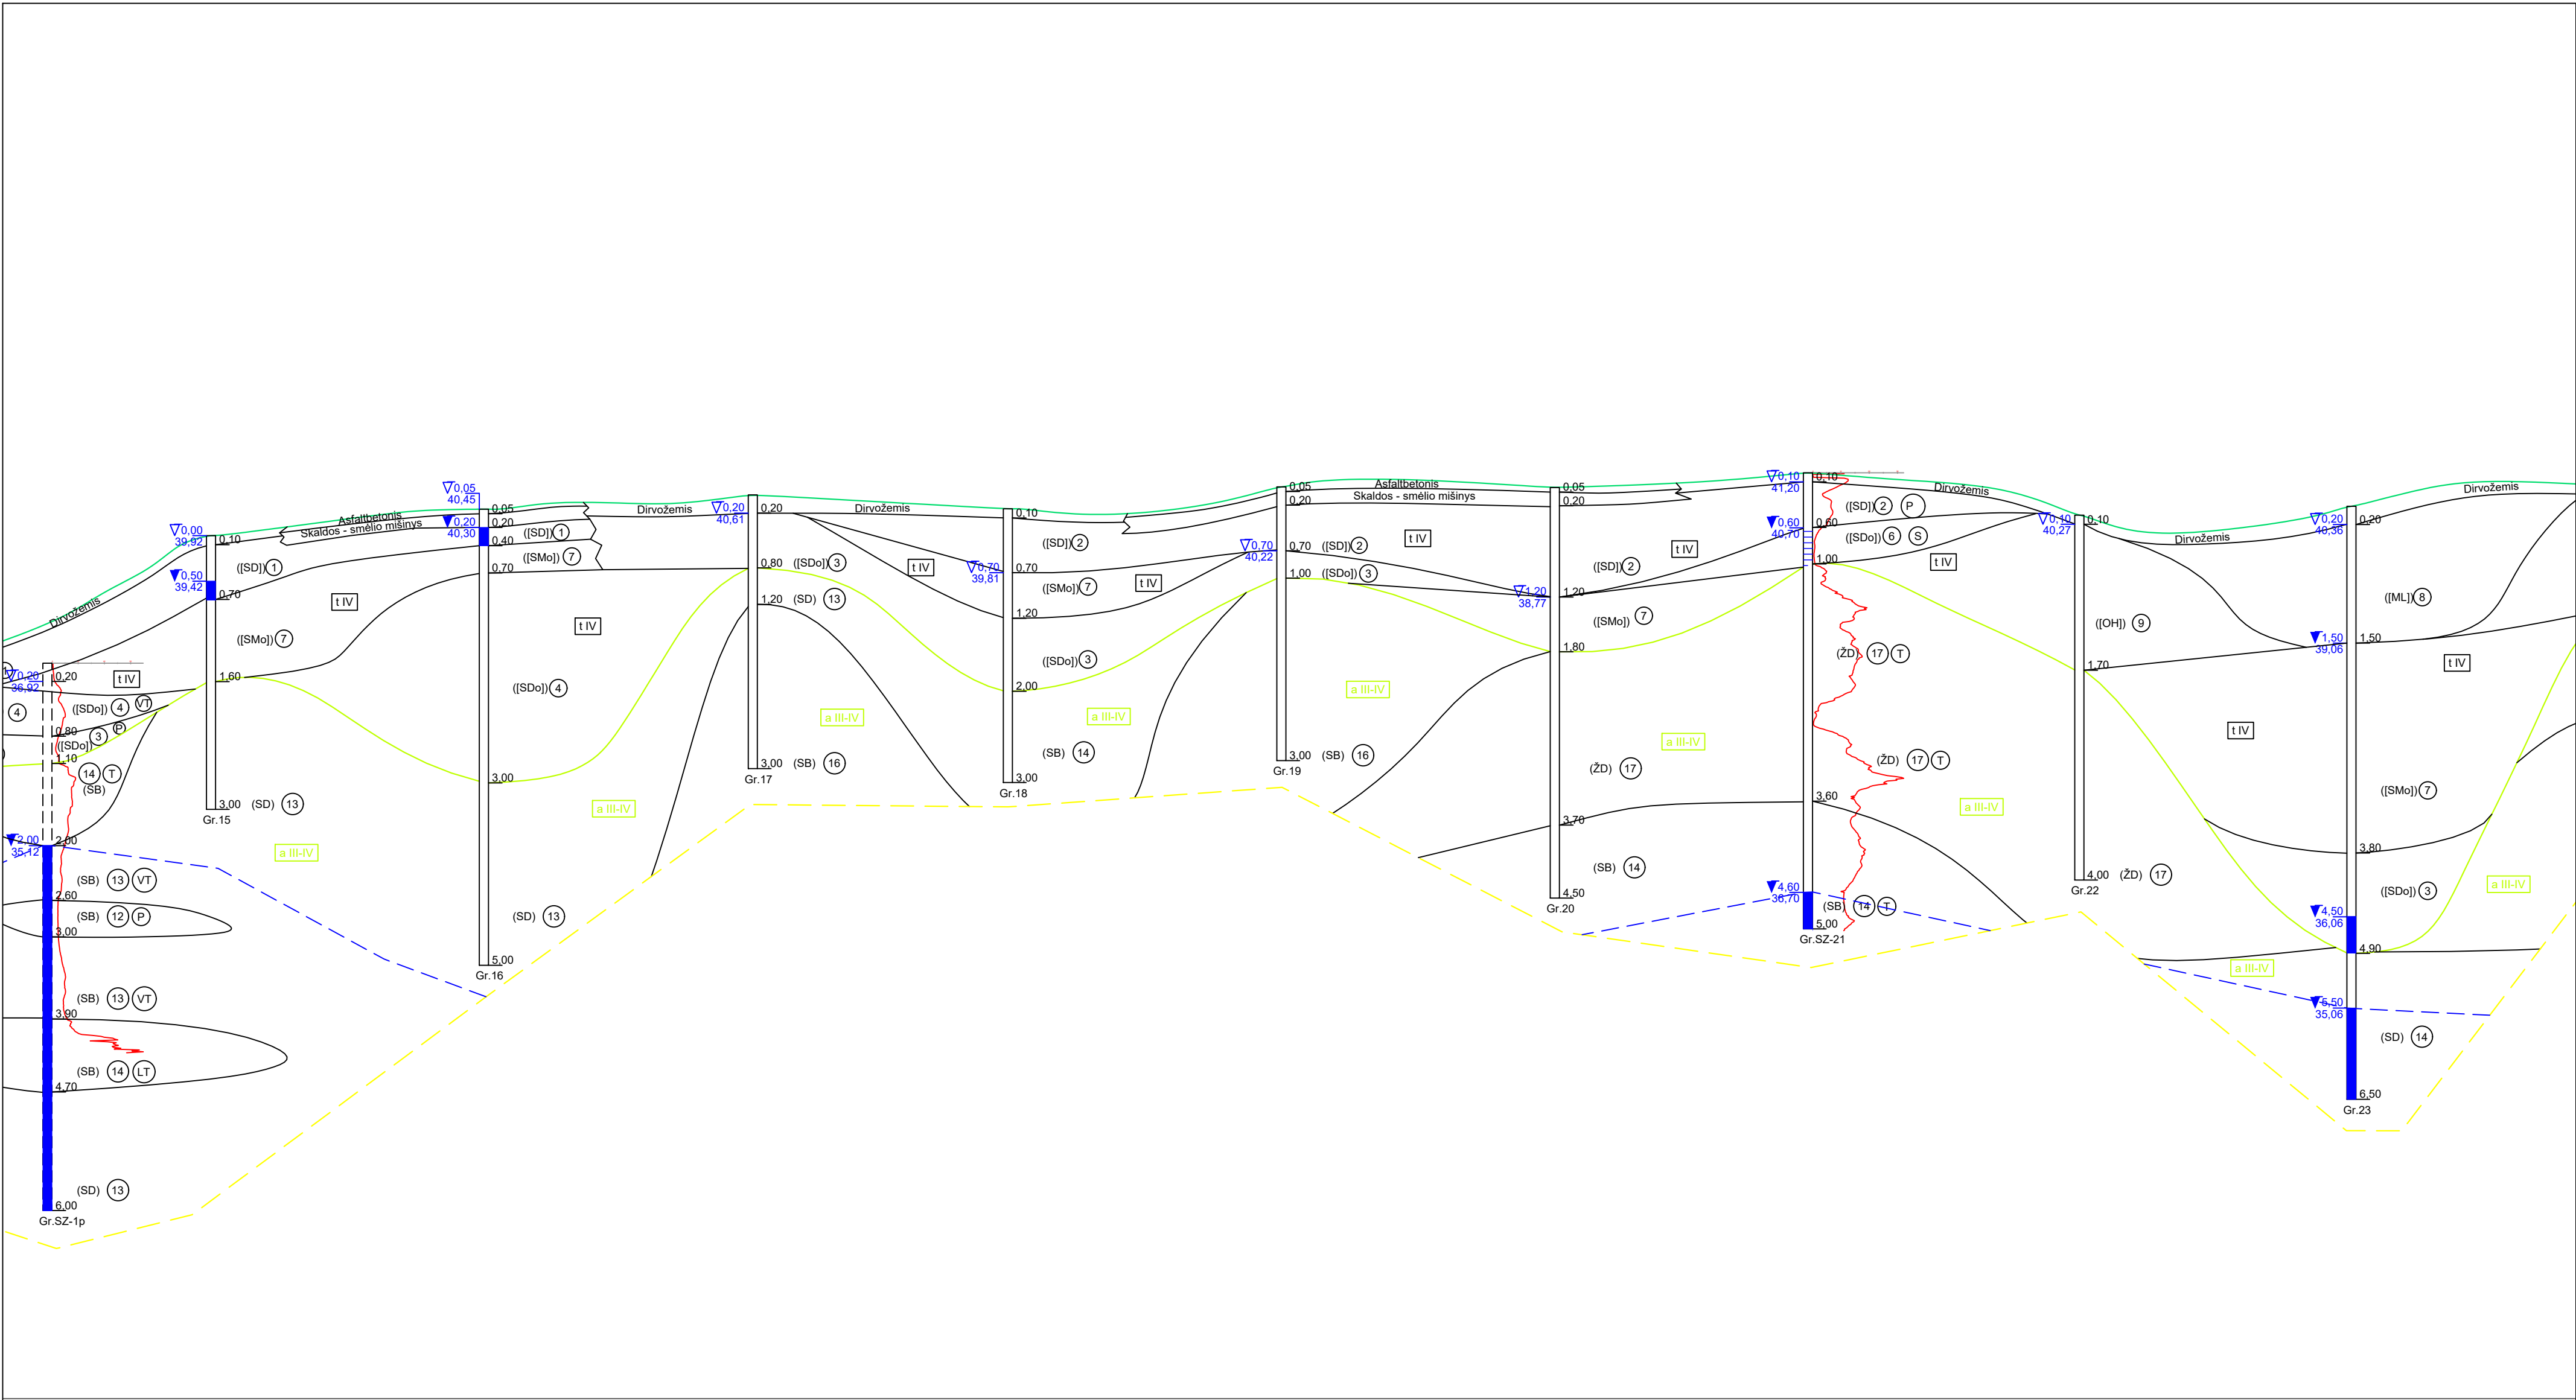 0,20
36,92
0,20
t IV
4
([SDo]) 4 VT
0,80
([SDo]) 3 P
1,10
14 T
(SB)
2,00
35,12
2,00
(SB) 13 VT
2,60
(SB) 12 P
3,00
(SB) 13 VT
3,90
(SB) 14 LT
4,70
(SD) 13
6,00
Gr.SZ-1p
Dirvožemis
0,00
39,92
0,10
([SD]) 1
0,50
39,42
0,70
([SMo]) 7
1,60
3,00 (SD) 13
Gr.15
t IV
a III-IV
Asfaltbetonis
Skaldos - smėlio mišinys
0,05
40,45
0,05
0,20
40,30
0,20
([SD]) 1
0,40
([SMo]) 7
0,70
([SDo]) 4
3,00
(SD) 13
5,00
Gr.16
t IV
a III-IV
Dirvožemis
0,20
40,61
0,20
0,80 ([SDo]) 3
1,20 (SD) 13
3,00 (SB) 16
Gr.17
a III-IV
Dirvožemis
t IV
0,10
([SD]) 2
0,70
39,81
0,70
([SMo]) 7
1,20
([SDo]) 3
2,00
(SB) 14
3,00
Gr.18
t IV
a III-IV
0,05
0,20
0,70
40,22
0,70 ([SD]) 2
1,00 ([SDo]) 3
3,00 (SB) 16
Gr.19
Asfaltbetonis
Skaldos - smėlio mišinys
t IV
a III-IV
0,05
0,20
([SD]) 2
1,20
38,77
1,20
([SMo]) 7
1,80
(ŽD) 17
3,70
(SB) 14
4,50
Gr.20
t IV
a III-IV
0,10
41,20
0,10
([SD]) 2 P
0,60
40,70
0,60
([SDo]) 6 S
1,00
(ŽD) 17 T
(ŽD) 17 T
3,60
4,60
36,70
(SB) 14 T
5,00
Gr.SZ-21
Dirvožemis
t IV
a III-IV
0,10
40,27
0,10
([OH]) 9
1,70
4,00 (ŽD) 17
Gr.22
Dirvožemis
t IV
a III-IV
0,20
40,36
0,20
([ML]) 8
1,50
39,06
1,50
([SMo]) 7
3,80
([SDo]) 3
4,50
36,06
4,90
5,50
35,06
(SD) 14
6,50
Gr.23
Dirvožemis
t IV
a III-IV